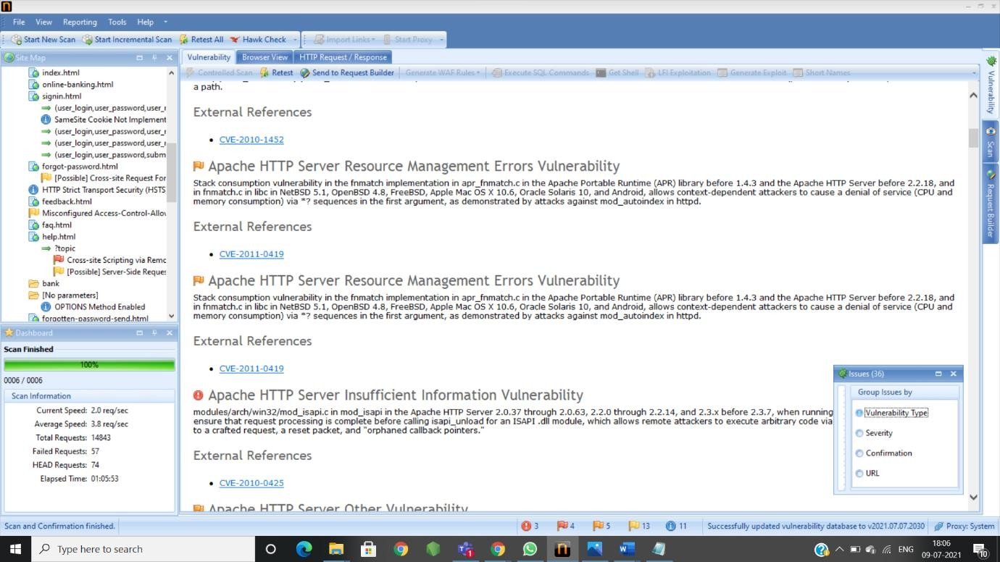 n
File View Reporting Tools Help
Start New Scan Start Incremental Scan Retest All Hawk Check Import Links Start Proxy
Site Map
index.html
online-banking.html
signin.html
(user_login,user_password,user_r
SameSite Cookie Not Implement
(user_login,user_password,user_r
(user_login,user_password,user_r
(user_login,user_password,subm
forgot-password.html
[Possible] Cross-site Request For
HTTP Strict Transport Security (HSTS
feedback.html
Misconfigured Access-Control-Allov
faq.html
help.html
?topic
Cross-site Scripting via Remo
[Possible] Server-Side Reques
bank
[No parameters]
OPTIONS Method Enabled
forgotten-password-send.html
Dashboard
Scan Finished
100%
0006 / 0006
Scan Information
Current Speed: 2.0 req/sec
Average Speed: 3.8 req/sec
Total Requests: 14843
Failed Requests: 57
HEAD Requests: 74
Elapsed Time: 01:05:53
Vulnerability Browser View HTTP Request / Response
Controlled Scan Retest Send to Request Builder Generate WAF Rules Execute SQL Commands Get Shell LFI Exploitation Generate Exploit Short Names
a path.
External References
CVE-2010-1452
Apache HTTP Server Resource Management Errors Vulnerability
Stack consumption vulnerability in the fnmatch implementation in apr_fnmatch.c in the Apache Portable Runtime (APR) library before 1.4.3 and the Apache HTTP Server before 2.2.18, and
in fnmatch.c in libc in NetBSD 5.1, OpenBSD 4.8, FreeBSD, Apple Mac OS X 10.6, Oracle Solaris 10, and Android, allows context-dependent attackers to cause a denial of service (CPU and
memory consumption) via *? sequences in the first argument, as demonstrated by attacks against mod_autoindex in httpd.
External References
CVE-2011-0419
Apache HTTP Server Resource Management Errors Vulnerability
Stack consumption vulnerability in the fnmatch implementation in apr_fnmatch.c in the Apache Portable Runtime (APR) library before 1.4.3 and the Apache HTTP Server before 2.2.18, and
in fnmatch.c in libc in NetBSD 5.1, OpenBSD 4.8, FreeBSD, Apple Mac OS X 10.6, Oracle Solaris 10, and Android, allows context-dependent attackers to cause a denial of service (CPU and
memory consumption) via *? sequences in the first argument, as demonstrated by attacks against mod_autoindex in httpd.
External References
CVE-2011-0419
Apache HTTP Server Insufficient Information Vulnerability
modules/arch/win32/mod_isapi.c in mod_isapi in the Apache HTTP Server 2.0.37 through 2.0.63, 2.2.0 through 2.2.14, and 2.3.x before 2.3.7, when running
ensure that request processing is complete before calling isapi_unload for an ISAPI .dll module, which allows remote attackers to execute arbitrary code via
to a crafted request, a reset packet, and "orphaned callback pointers."
External References
CVE-2010-0425
Apache HTTP Server Other Vulnerability
Issues (36)
Group Issues by
Vulnerability Type
Severity
Confirmation
URL
Vulnerability
Scan
Request Builder
Scan and Confirmation finished. 3 4 5 13 11 Successfully updated vulnerability database to v2021.07.07.2030 Proxy: System
Type here to search
ENG
18:06
09-07-2021
1
10